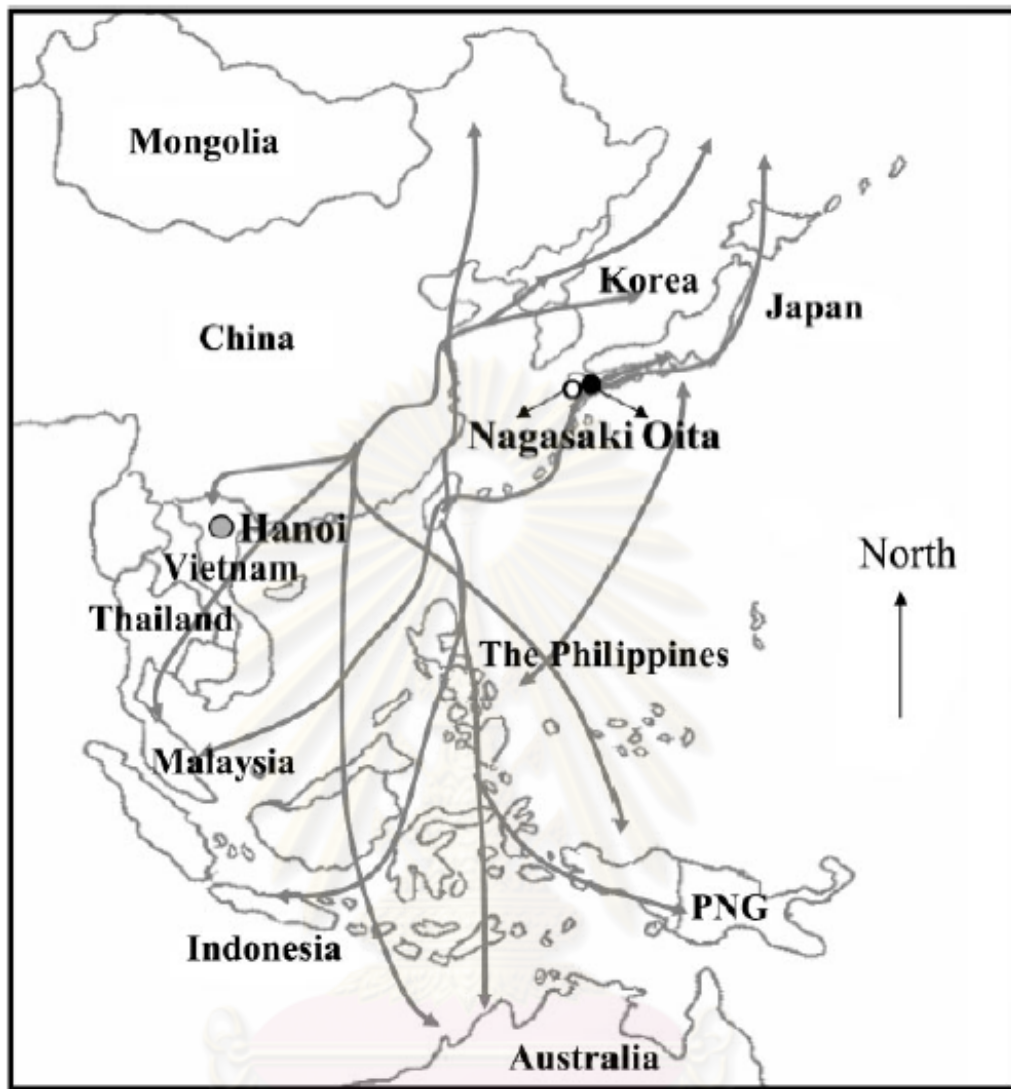 Mongolia
Korea
Japan
China
Nagasaki Oita
Hanoi
Vietnam
North
Thailand
The Philippines
Malaysia
PNG
Indonesia
Australia